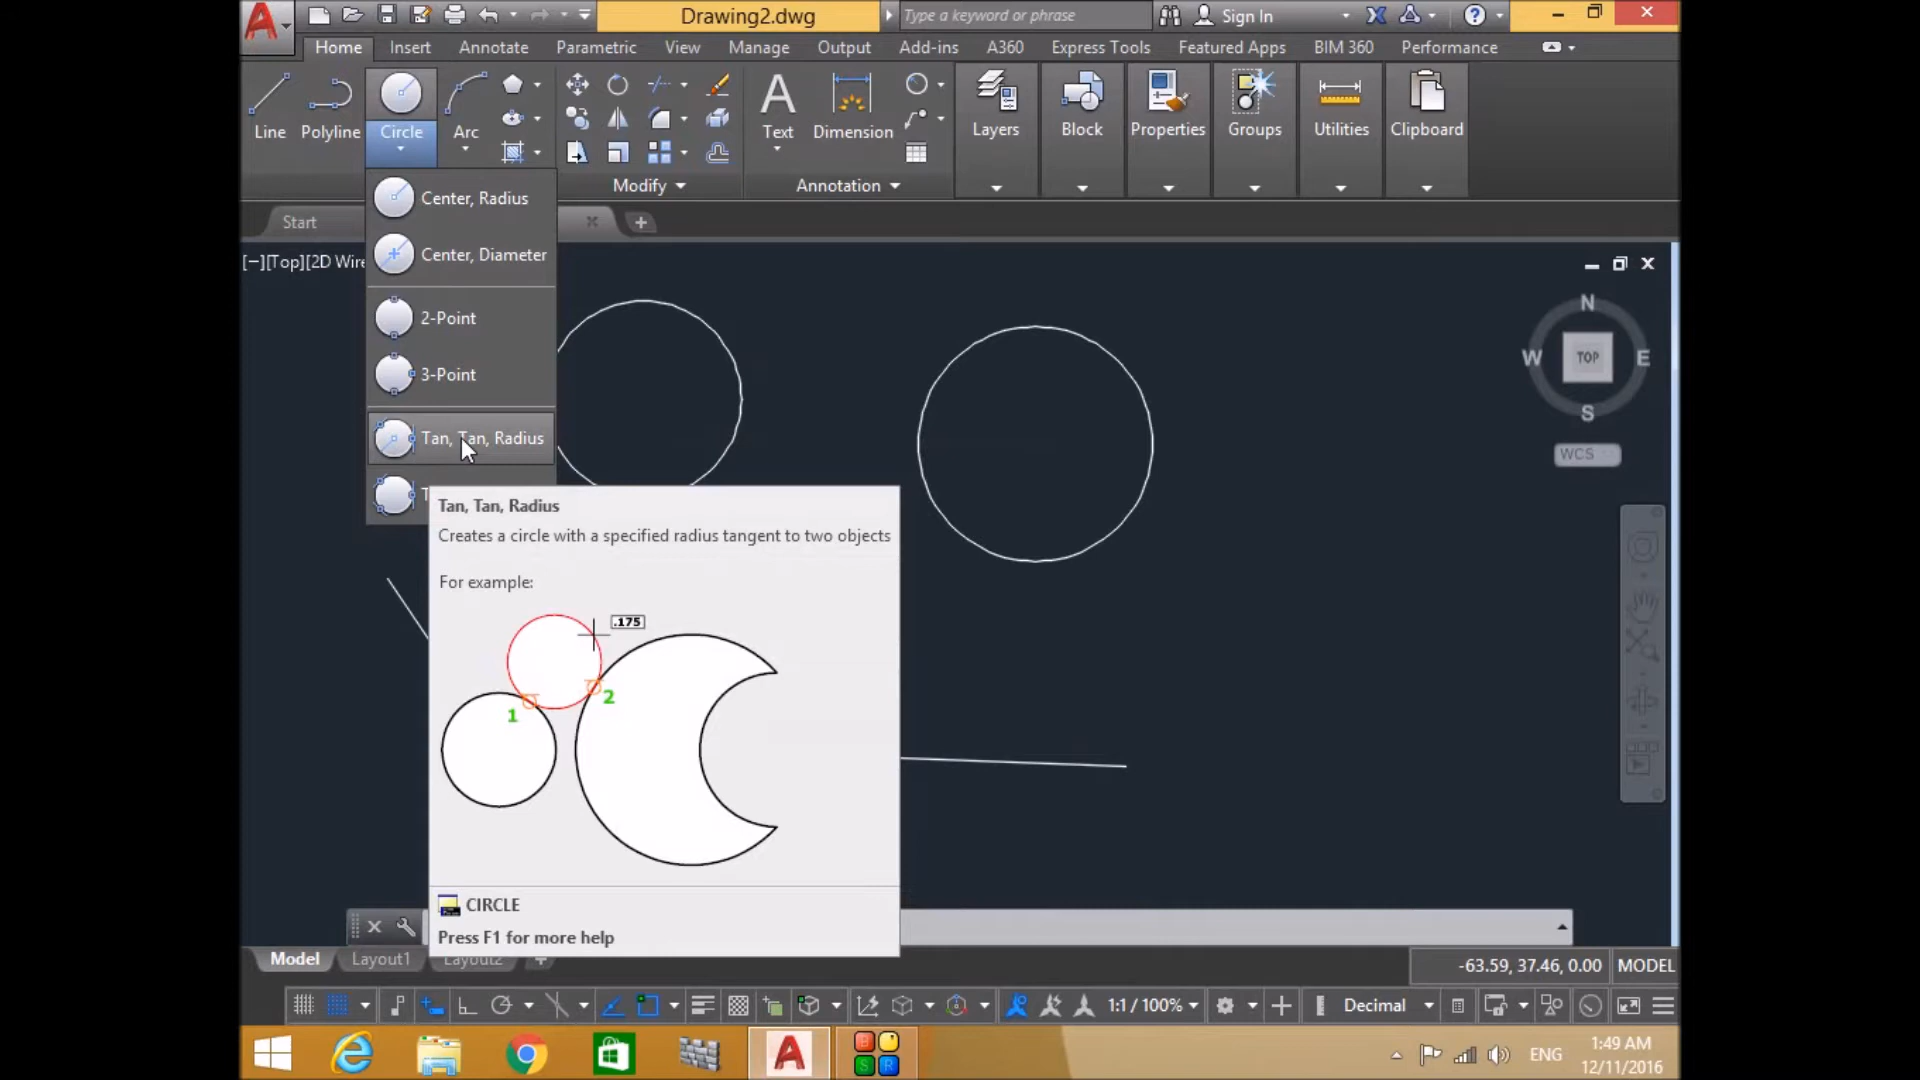 Drawing2.dwg
Type a keyword or phrase
Sign In
Home Insert Annotate Parametric View Manage Output Add-ins A360 Express Tools Featured Apps BIM 360 Performance
Line Polyline Circle Arc Text Dimension Layers Block Properties Groups Utilities Clipboard
Modify Annotation
Start
[−][Top][2D Wire
Center, Radius
Center, Diameter
2-Point
3-Point
Tan, Tan, Radius
T
N
W TOP E
S
WCS
Tan, Tan, Radius
Creates a circle with a specified radius tangent to two objects
For example:
.175
1
2
CIRCLE
Press F1 for more help
Model Layout1 Layout2
-63.59, 37.46, 0.00 MODEL
1:1 / 100% Decimal
B
S R
ENG
1:49 AM
12/11/2016